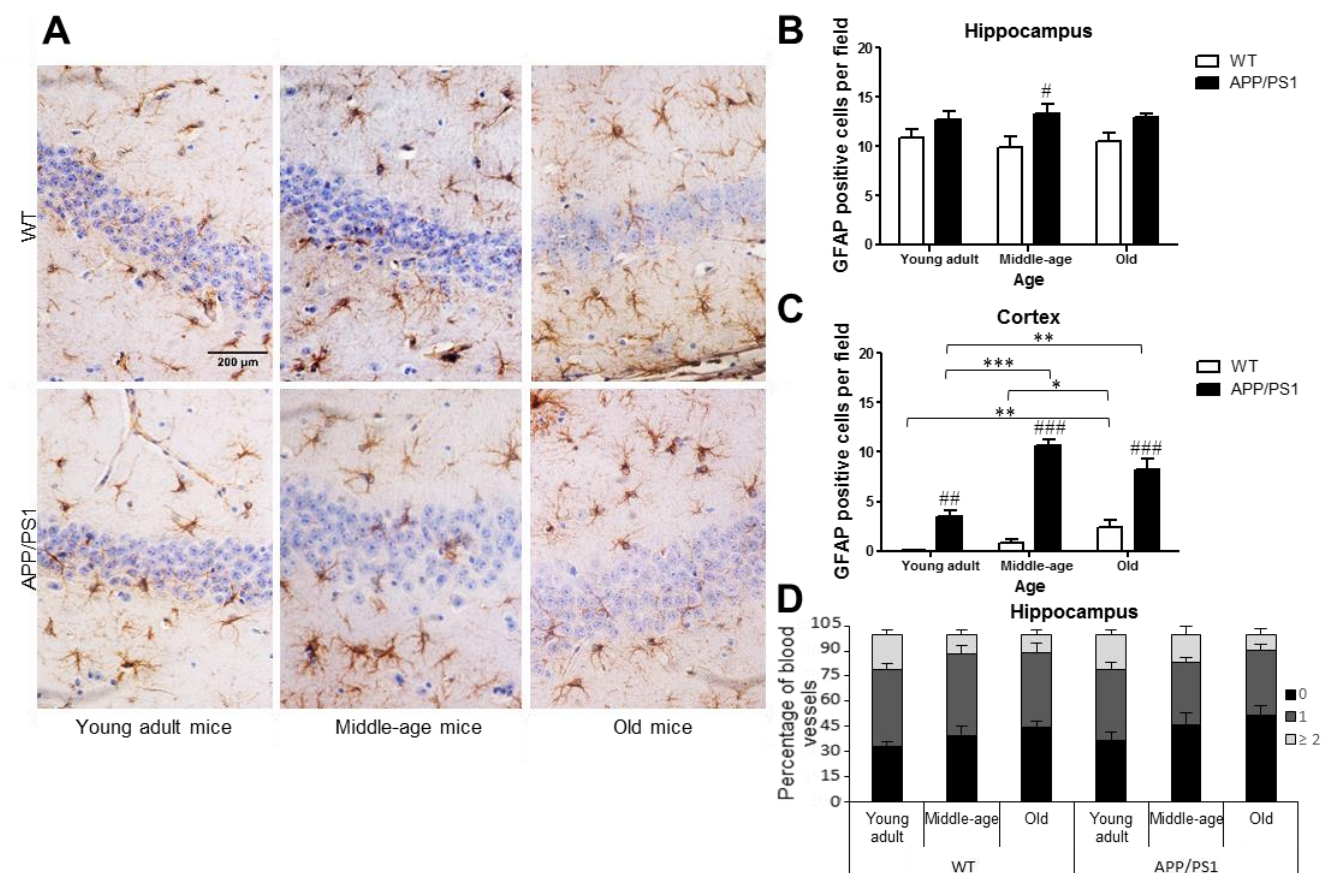 A
WT
200 µm
APP/PS1
Young adult mice
Middle-age mice
Old mice
B
Hippocampus
GFAP positive cells per field
20
15
10
5
0
#
Young adult
Middle-age
Old
Age
WT
APP/PS1
C
Cortex
GFAP positive cells per field
20
15
10
5
0
**
***
*
**
##
###
###
Young adult
Middle-age
Old
Age
WT
APP/PS1
D
Hippocampus
Percentage of blood
vessels
105
90
75
60
45
30
15
0
0
1
≥ 2
Young
adult
Middle-age
Old
Young
adult
Middle-age
Old
WT
APP/PS1